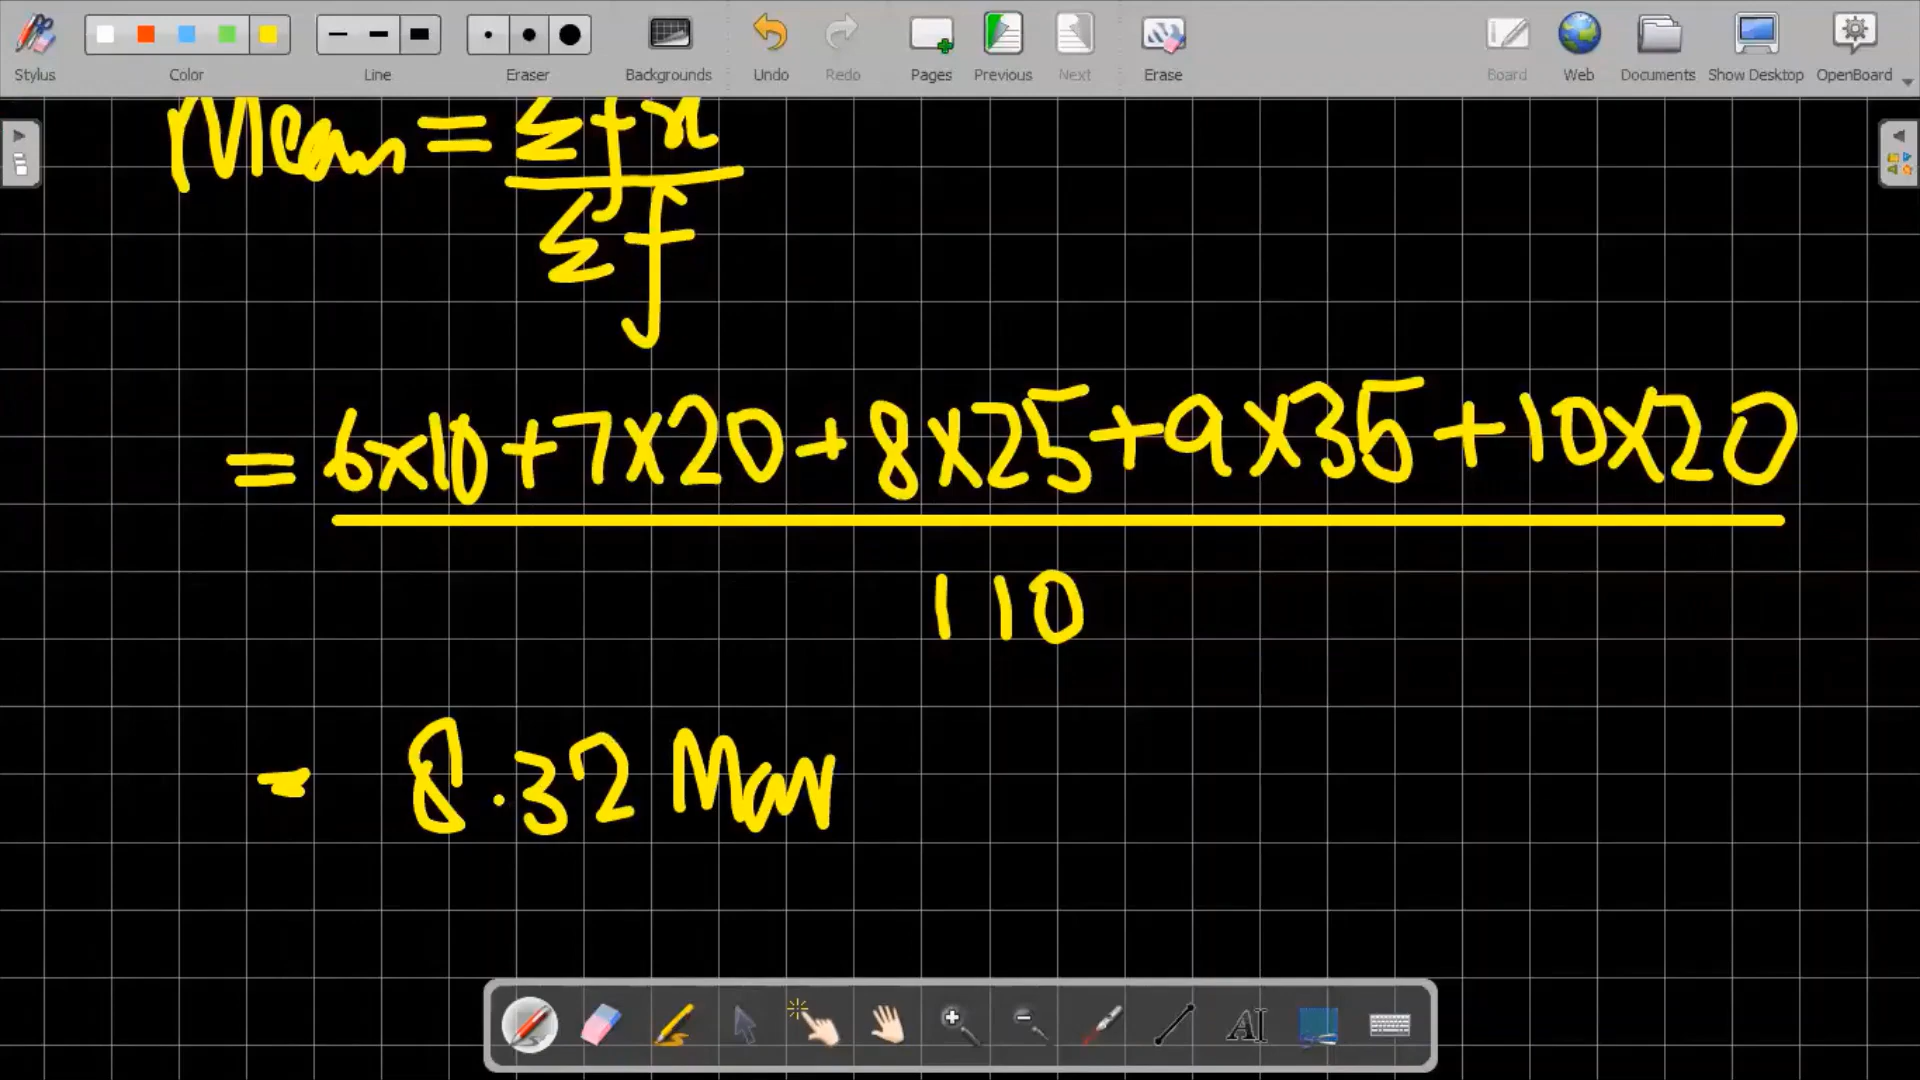 Stylus Color Line Eraser Backgrounds Undo Redo Pages Previous Next Erase Board Web Documents Show Desktop OpenBoard
Mean = Σfx
Σf
= 6x10+7x20+8x25+9x35+10x20
110
= 8.32
AI